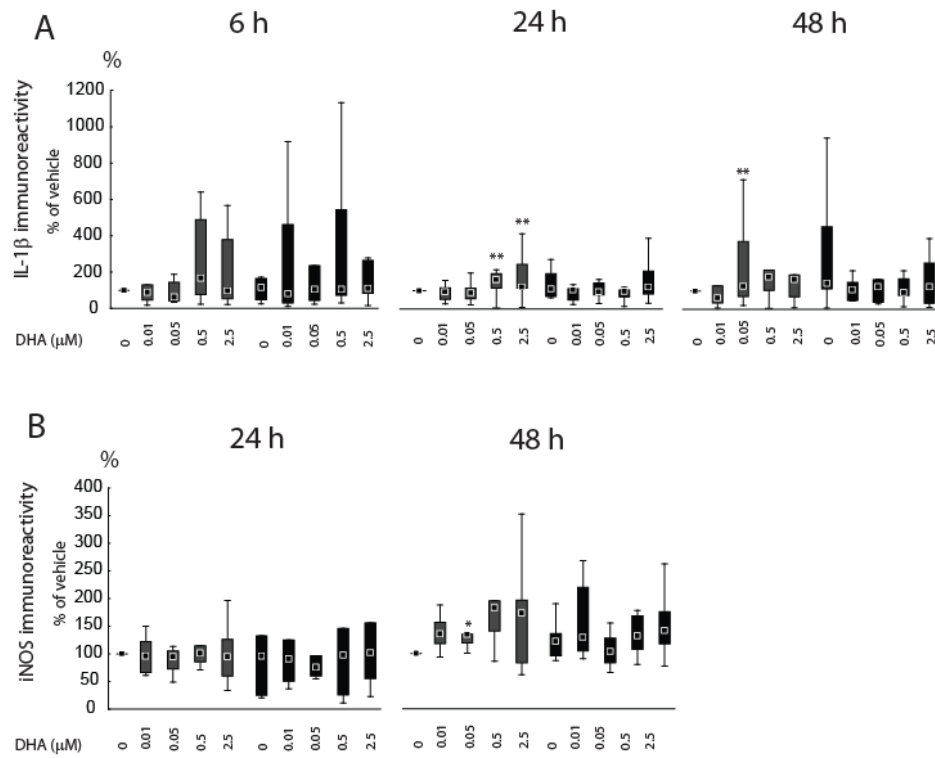 A
6 h
24 h
48 h
%
IL-1β immunoreactivity
% of vehicle
1200
1000
800
600
400
200
0
**
**
**
DHA (μM)
0 0.01 0.05 0.5 2.5 0 0.01 0.05 0.5 2.5 0 0.01 0.05 0.5 2.5 0 0.01 0.05 0.5 2.5 0 0.01 0.05 0.5 2.5 0 0.01 0.05 0.5 2.5
B
24 h
48 h
%
iNOS immunoreactivity
% of vehicle
400
350
300
250
200
150
100
50
0
*
DHA (μM)
0 0.01 0.05 0.5 2.5 0 0.01 0.05 0.5 2.5 0 0.01 0.05 0.5 2.5 0 0.01 0.05 0.5 2.5